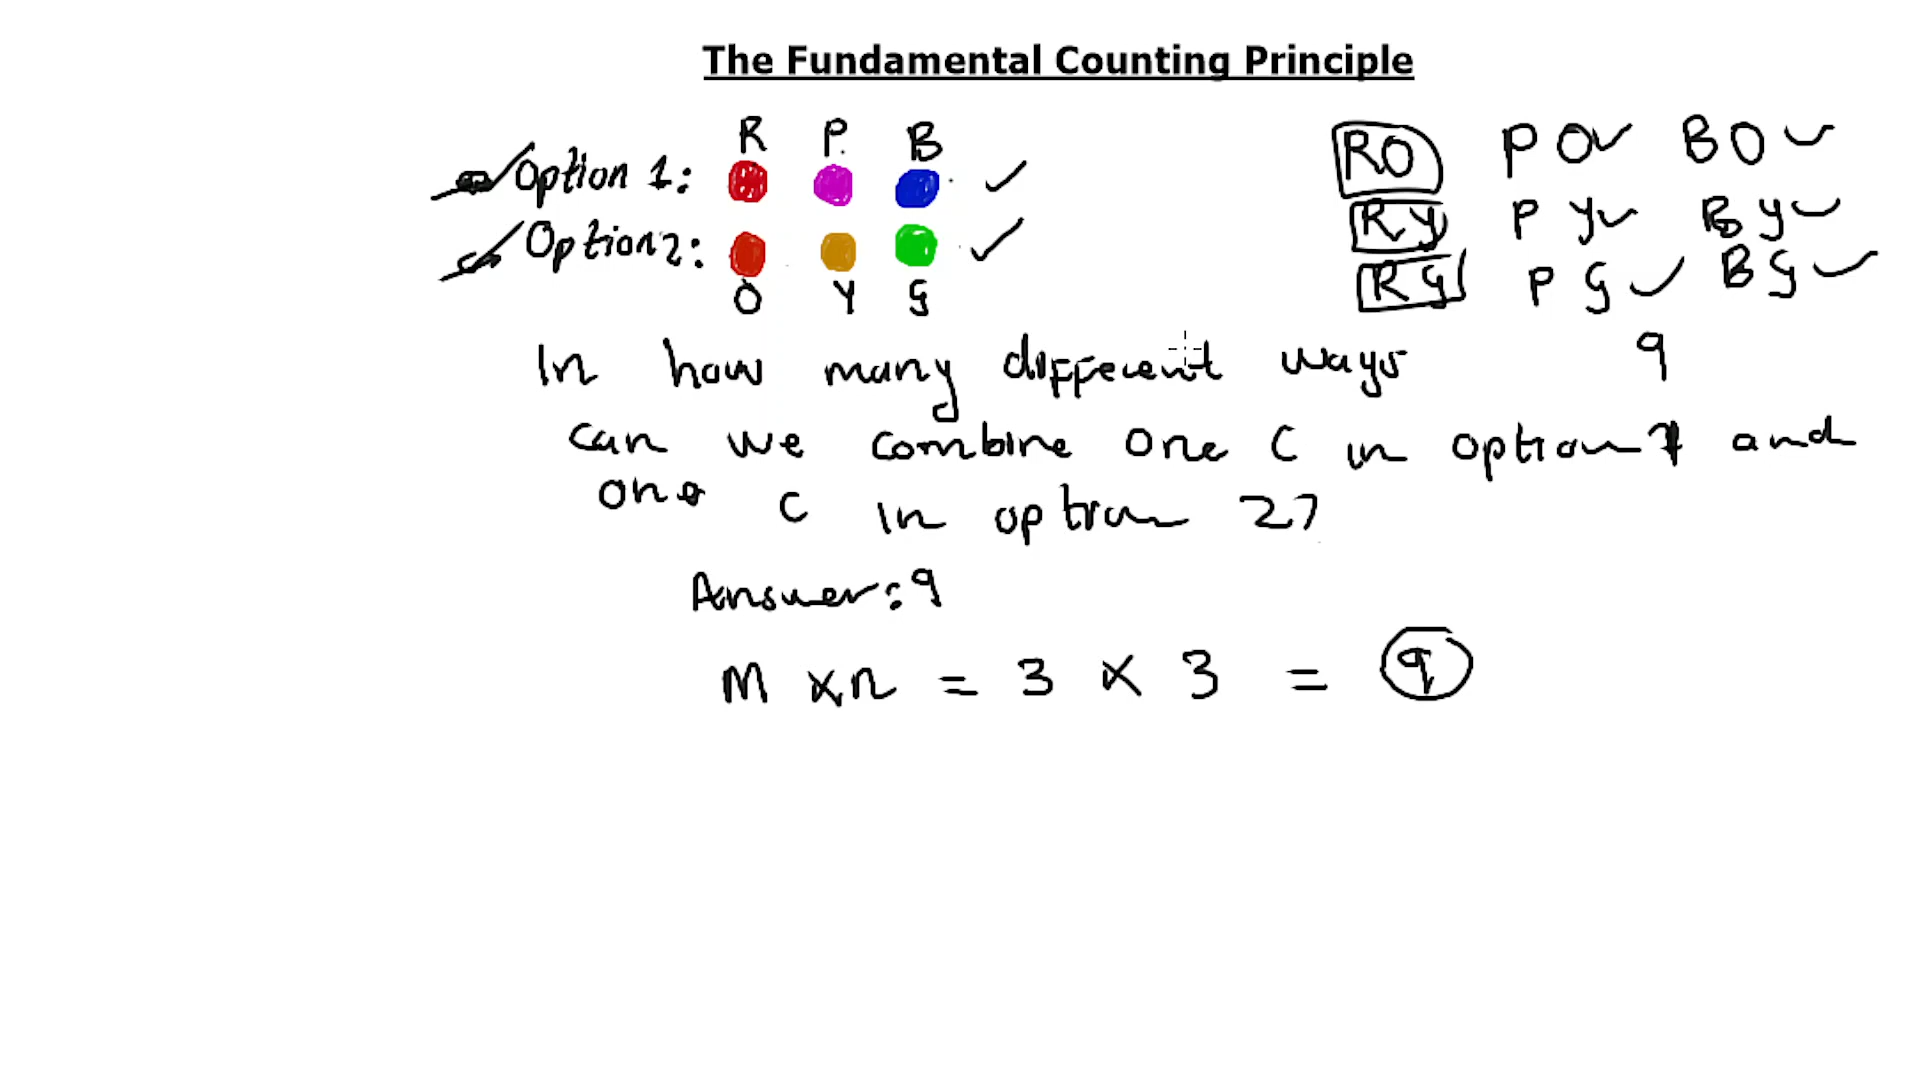 The Fundamental Counting Principle
R P. B
Option 1:
Option 2:
O Y G
RO PO BO
RY PY BY
RG PG BG
9
In how many different ways
can we combine one C in option 1 and
one C in option 2?
Answer: 9
M x n = 3 x 3 = 9